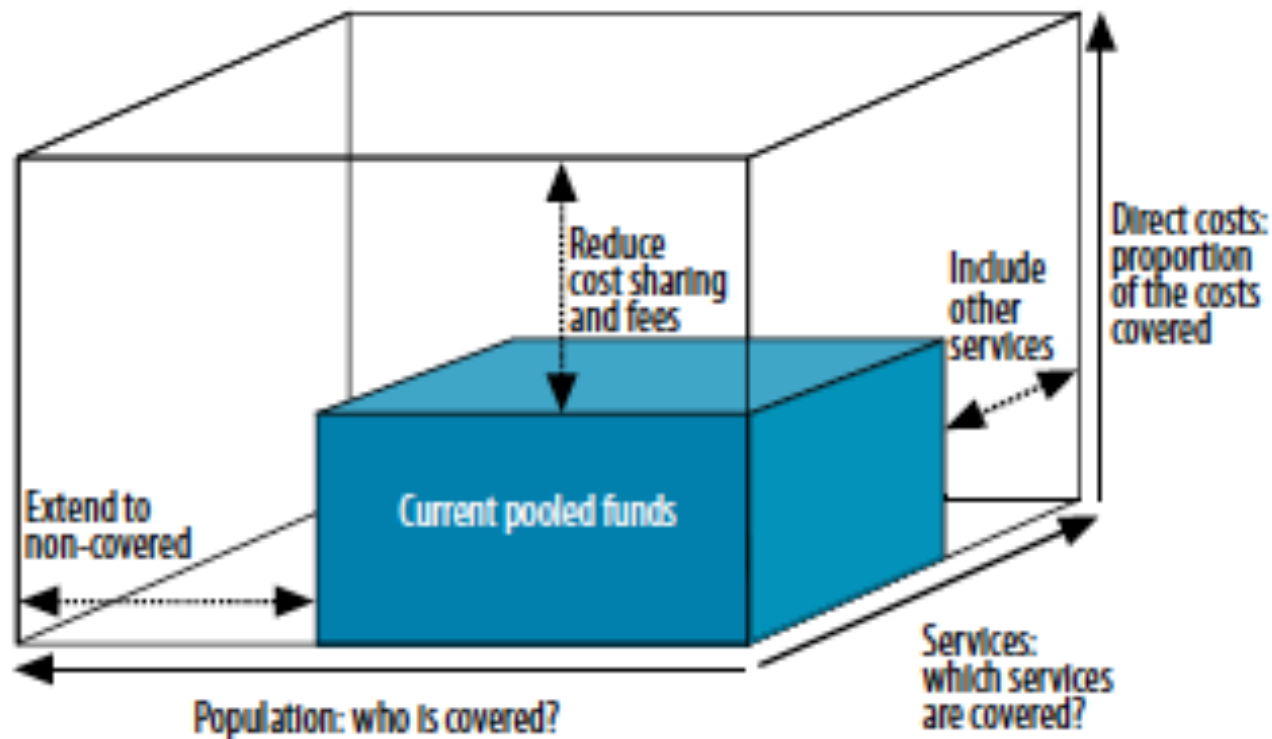 Reduce
cost sharing
and fees
Include
other
services
Direct costs:
proportion
of the costs
covered
Extend to
non-covered
Current pooled funds
Services:
which services
are covered?
Population: who is covered?